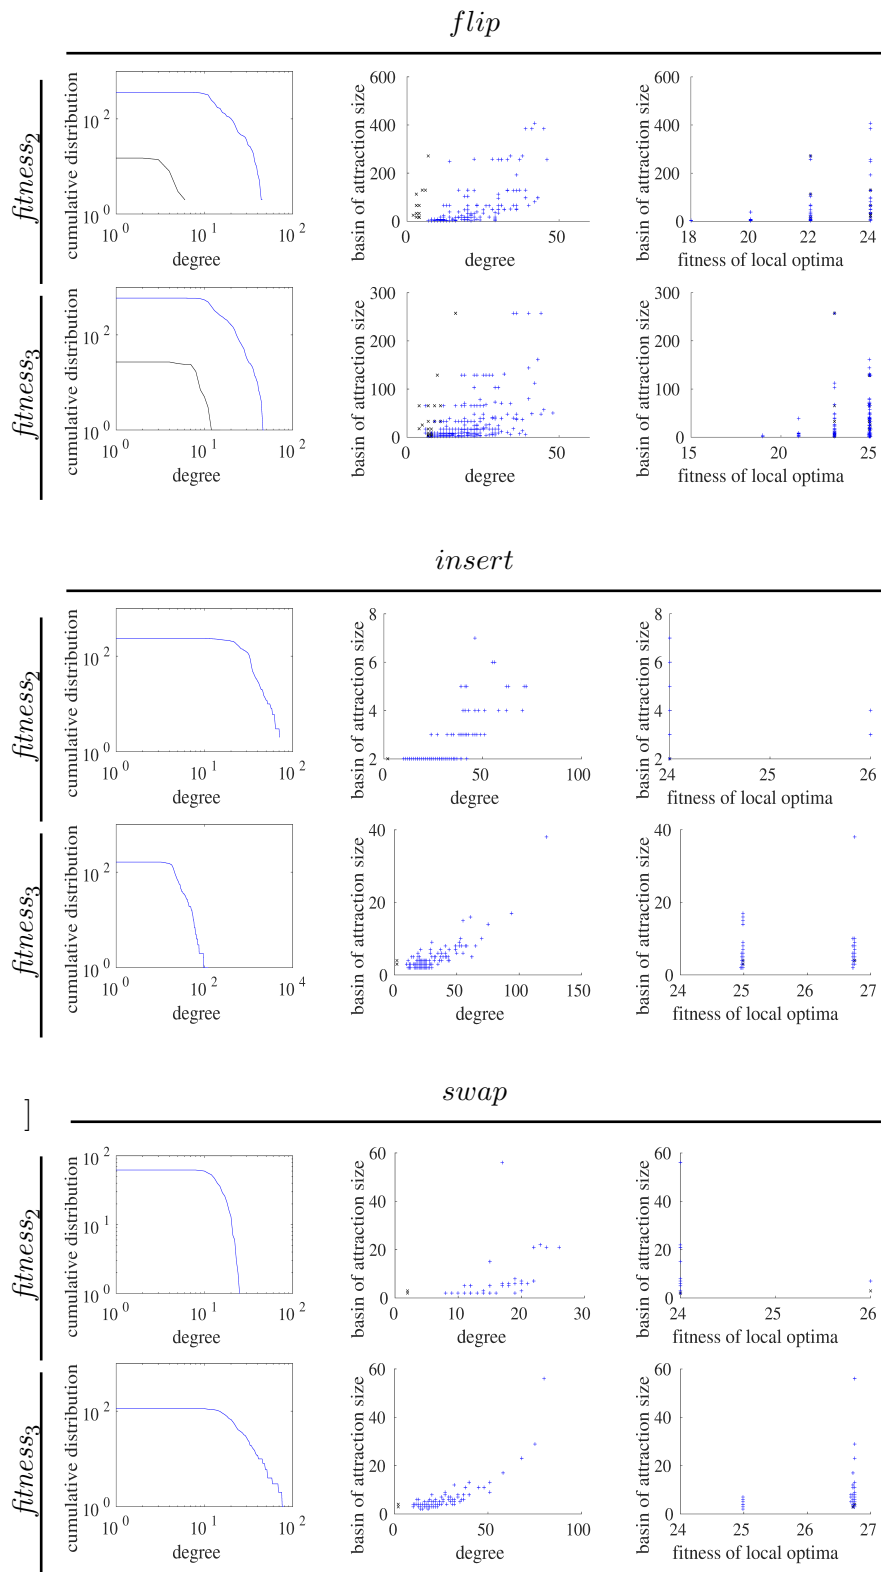 flip
fitness2
cumulative distribution
10^2
10^0
10^0 10^1 10^2
degree
basin of attraction size
600
400
200
0
0 50
degree
basin of attraction size
600
400
200
0
18 20 22 24
fitness of local optima
fitness3
cumulative distribution
10^2
10^0
10^0 10^1 10^2
degree
basin of attraction size
300
200
100
0
0 50
degree
basin of attraction size
300
200
100
0
15 20 25
fitness of local optima
insert
fitness2
cumulative distribution
10^2
10^0
10^0 10^1 10^2
degree
basin of attraction size
8
6
4
2
0 50 100
degree
basin of attraction size
8
6
4
2
24 25 26
fitness of local optima
fitness3
cumulative distribution
10^2
10^0
10^0 10^2 10^4
degree
basin of attraction size
40
20
0
0 50 100 150
degree
basin of attraction size
40
20
0
24 25 26 27
fitness of local optima
swap
]
fitness2
cumulative distribution
10^2
10^1
10^0
10^0 10^1 10^2
degree
basin of attraction size
60
40
20
0
0 10 20 30
degree
basin of attraction size
60
40
20
0
24 25 26
fitness of local optima
fitness3
cumulative distribution
10^2
10^0
10^0 10^1 10^2
degree
basin of attraction size
60
40
20
0
0 50 100
degree
basin of attraction size
60
40
20
0
24 25 26 27
fitness of local optima